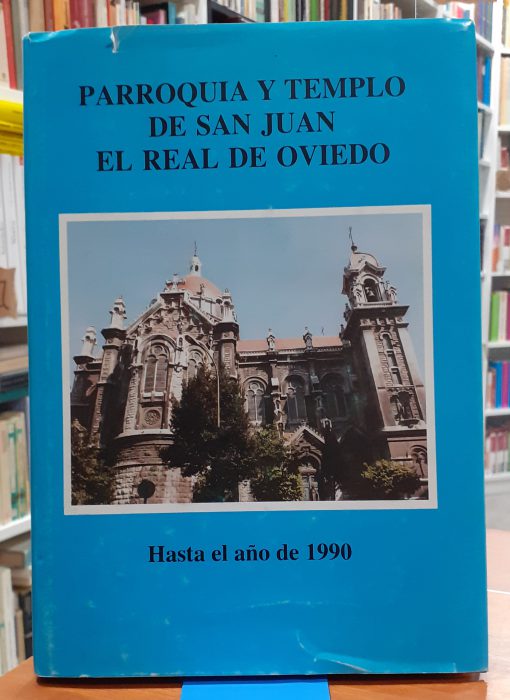 PARROQUIA Y TEMPLO
DE SAN JUAN
EL REAL DE OVIEDO
Hasta el año de 1990